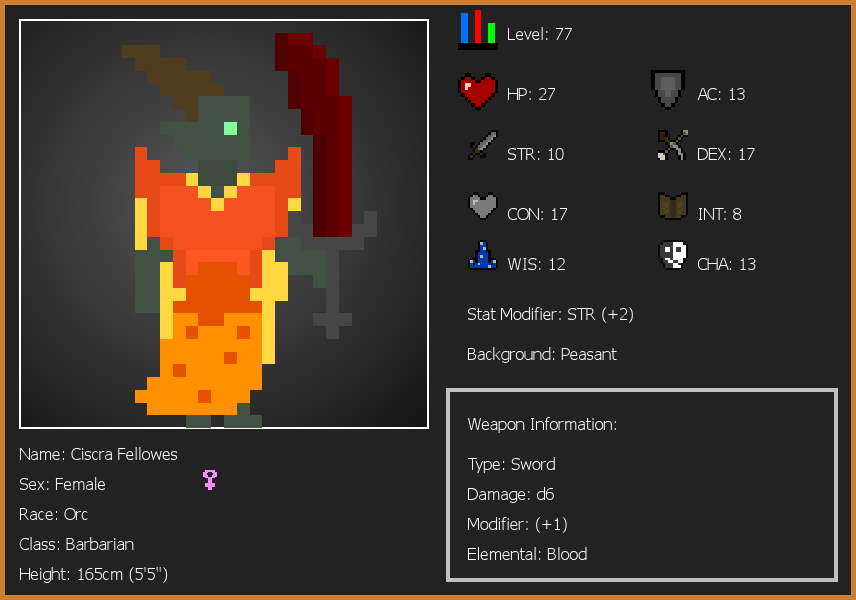 Level: 77
HP: 27
AC: 13
STR: 10
DEX: 17
CON: 17
INT: 8
WIS: 12
CHA: 13
Stat Modifier: STR (+2)
Background: Peasant
Weapon Information:
Type: Sword
Damage: d6
Modifier: (+1)
Elemental: Blood
Name: Ciscra Fellowes
Sex: Female
Race: Orc
Class: Barbarian
Height: 165cm (5'5")